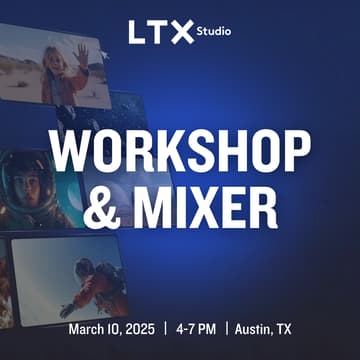 LTX Studio
WORKSHOP
& MIXER
March 10, 2025 | 4-7 PM | Austin, TX